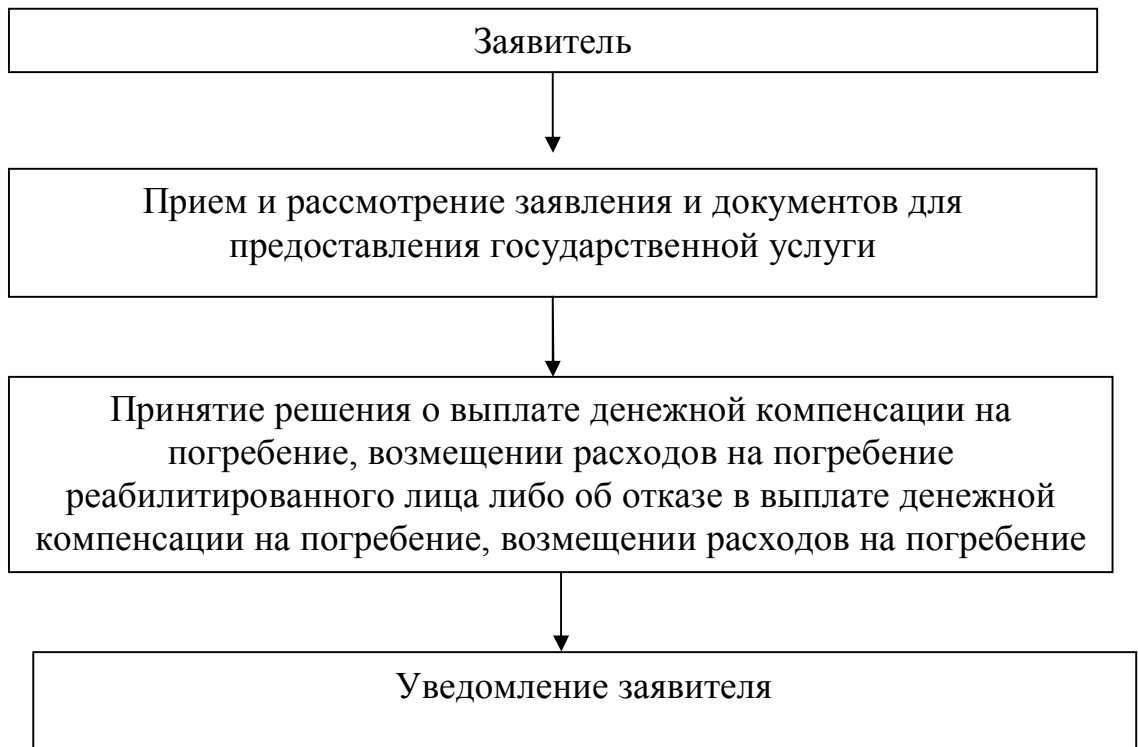 Заявитель
Прием и рассмотрение заявления и документов для
предоставления государственной услуги
Принятие решения о выплате денежной компенсации на
погребение, возмещении расходов на погребение
реабилитированного лица либо об отказе в выплате денежной
компенсации на погребение, возмещении расходов на погребение
Уведомление заявителя